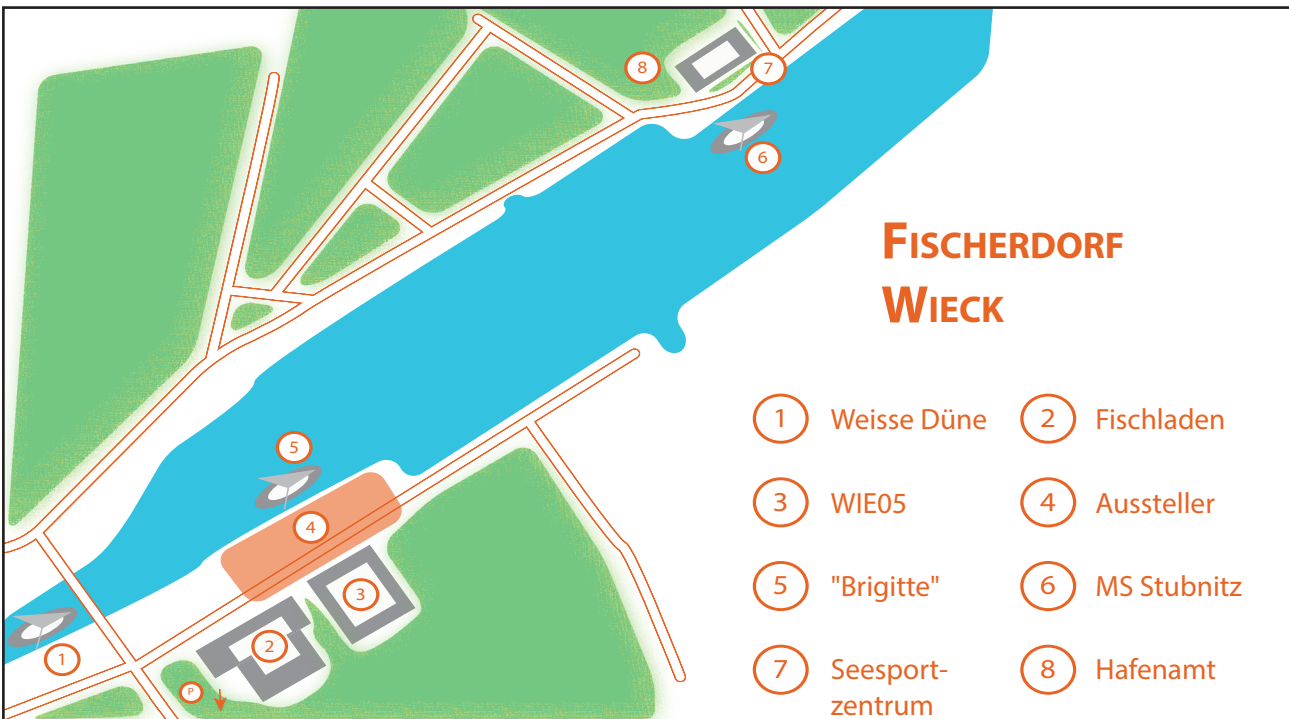 8
7
6
FISCHERDORF
WIECK
5
4
3
2
1
P
1 Weisse Düne 2 Fischladen
3 WIE05 4 Aussteller
5 "Brigitte" 6 MS Stubnitz
7 Seesport-
zentrum
8 Hafenamt